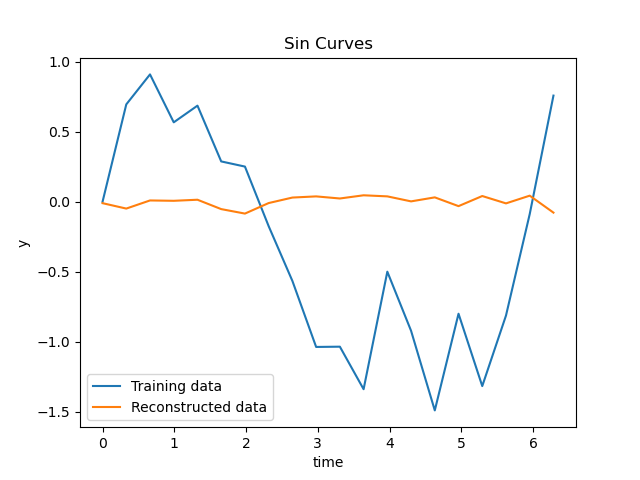 Sin Curves
1.0
0.5
0.0
−0.5
−1.0
−1.5
y
Training data
Reconstructed data
0 1 2 3 4 5 6
time